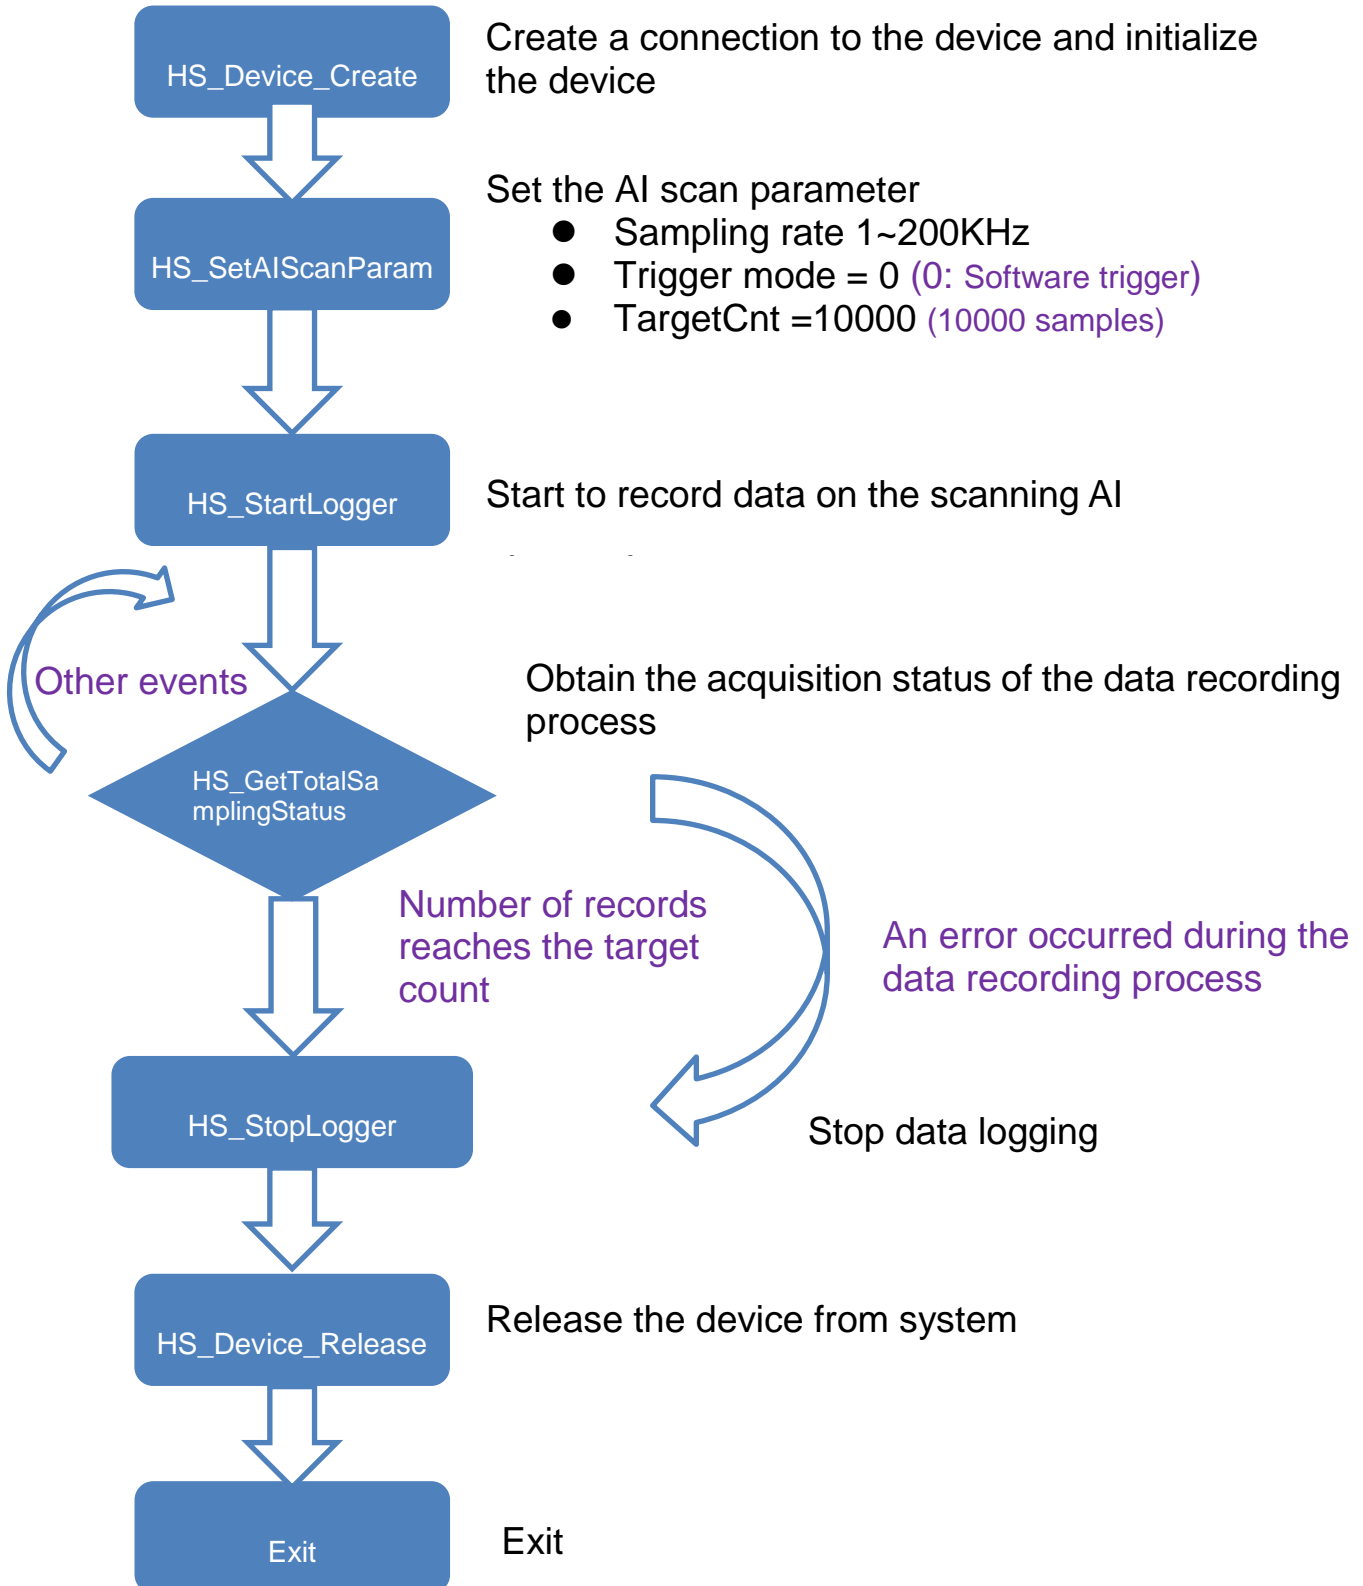 HS_Device_Create
Create a connection to the device and initialize
the device
HS_SetAIScanParam
Set the AI scan parameter
● Sampling rate 1~200KHz
● Trigger mode = 0 (0: Software trigger)
● TargetCnt =10000 (10000 samples)
HS_StartLogger
Start to record data on the scanning AI
Other events
Obtain the acquisition status of the data recording
process
HS_GetTotalSa
mplingStatus
Number of records
reaches the target
count
An error occurred during the
data recording process
HS_StopLogger
Stop data logging
HS_Device_Release
Release the device from system
Exit
Exit